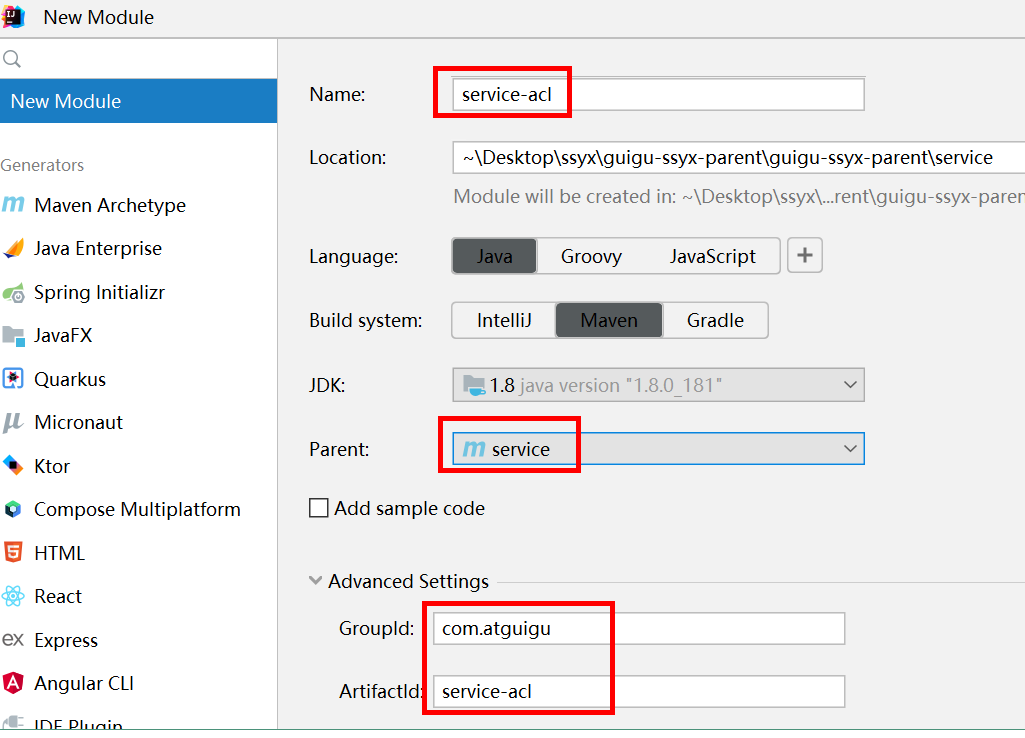 New Module
New Module
Generators
Maven Archetype
Java Enterprise
Spring Initializr
JavaFX
Quarkus
Micronaut
Ktor
Compose Multiplatform
HTML
React
Express
Angular CLI
IDE Plugin
Name: service-acl
Location: ~\Desktop\ssyx\guigu-ssyx-parent\guigu-ssyx-parent\service
Module will be created in: ~\Desktop\ssyx\...rent\guigu-ssyx-paren
Language: Java Groovy JavaScript +
Build system: IntelliJ Maven Gradle
JDK: 1.8 java version "1.8.0_181"
Parent: m service
Add sample code
Advanced Settings
GroupId: com.atguigu
ArtifactId: service-acl